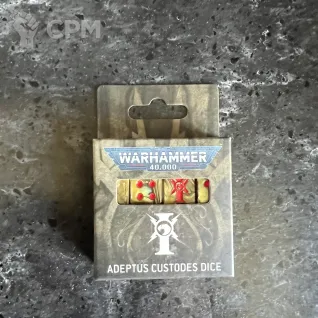 CPM
WARHAMMER
40,000
ADEPTUS CUSTODES DICE